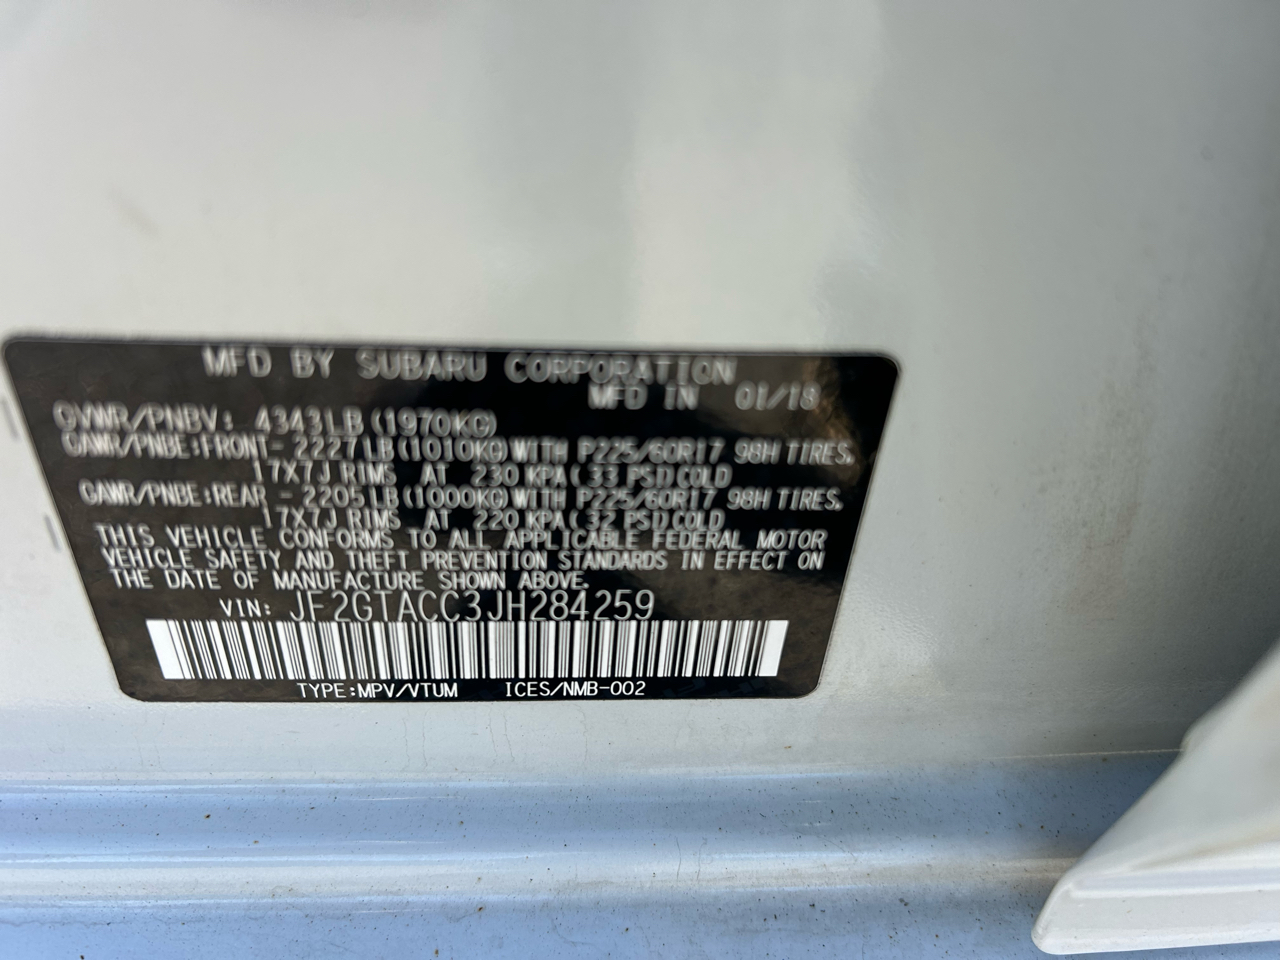 MFD BY SUBARU CORPORATION
MFD IN 01/18
GVWR/PNBV: 4343LB(1970KG)
GAWR/PNBE:FRONT- 2227LB(1010KG)WITH P225/60R17 98H TIRES,
17X7J RIMS AT 230 KPA(33 PSI)COLD
GAWR/PNBE:REAR - 2205LB(1000KG)WITH P225/60R17 98H TIRES,
17X7J RIMS AT 220 KPA(32 PSI)COLD
THIS VEHICLE CONFORMS TO ALL APPLICABLE FEDERAL MOTOR
VEHICLE SAFETY AND THEFT PREVENTION STANDARDS IN EFFECT ON
THE DATE OF MANUFACTURE SHOWN ABOVE.
VIN: JF2GTACC3JH284259
TYPE:MPV/VTUM ICES/NMB-002